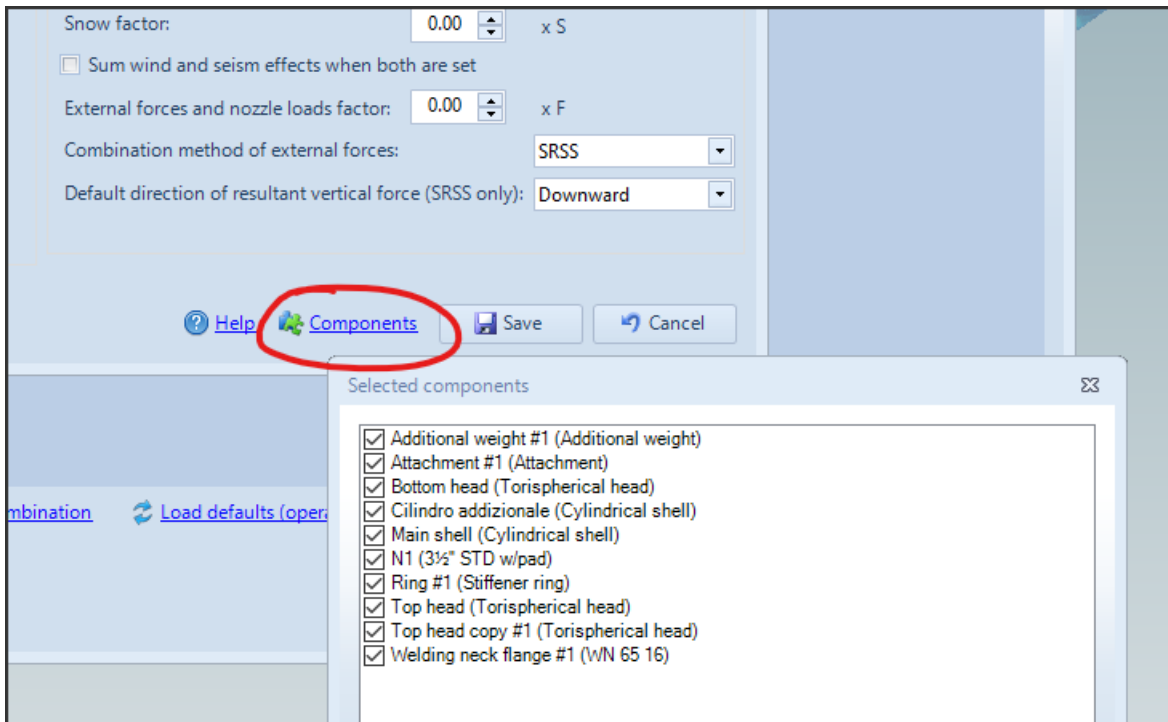 Snow factor: 0.00 x S
Sum wind and seism effects when both are set
External forces and nozzle loads factor: 0.00 x F
Combination method of external forces: SRSS
Default direction of resultant vertical force (SRSS only): Downward
? Help Components Save Cancel
Selected components
Additional weight #1 (Additional weight)
Attachment #1 (Attachment)
Bottom head (Torispherical head)
Cilindro addizionale (Cylindrical shell)
Main shell (Cylindrical shell)
N1 (3½" STD w/pad)
Ring #1 (Stiffener ring)
Top head (Torispherical head)
Top head copy #1 (Torispherical head)
Welding neck flange #1 (WN 65 16)
mbination Load defaults (opera